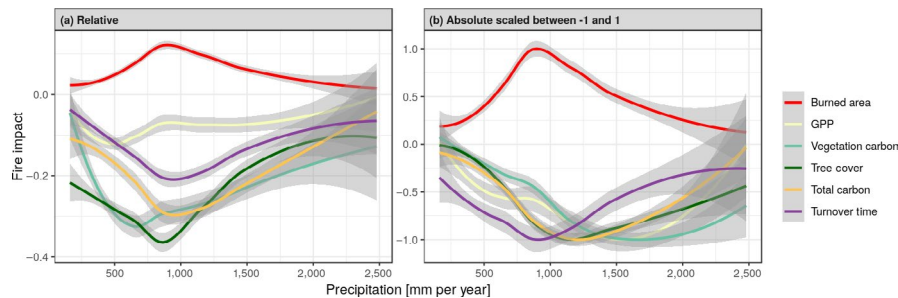 (a) Relative
(b) Absolute scaled between -1 and 1
Fire impact
0.0
−0.2
−0.4
1.0
0.5
0.0
−0.5
−1.0
500
1,000
1,500
2,000
2,500
500
1,000
1,500
2,000
2,500
Precipitation [mm per year]
Burned area
GPP
Vegetation carbon
Tree cover
Total carbon
Turnover time